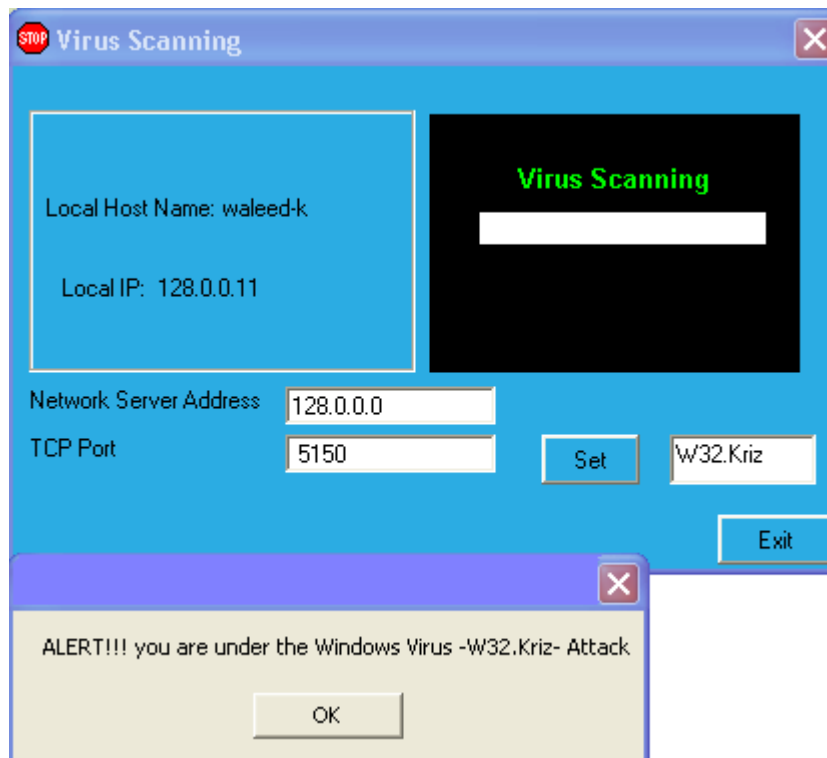 STOP Virus Scanning
Local Host Name: waleed-k
Local IP: 128.0.0.11
Virus Scanning
Network Server Address 128.0.0.0
TCP Port 5150 Set W32.Kriz
Exit
ALERT!!! you are under the Windows Virus -W32.Kriz- Attack
OK